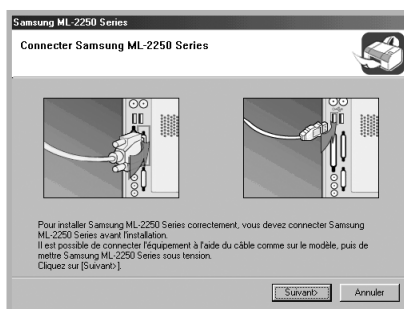 Samsung ML-2250 Series
Connecter Samsung ML-2250 Series
Pour installer Samsung ML-2250 Series correctement, vous devez connecter Samsung
ML-2250 Series avant l'installation.
Il est possible de connecter l'équipement à l'aide du câble comme sur le modèle, puis de
mettre Samsung ML-2250 Series sous tension.
Cliquez sur [Suivant>].
Suivant>
Annuler